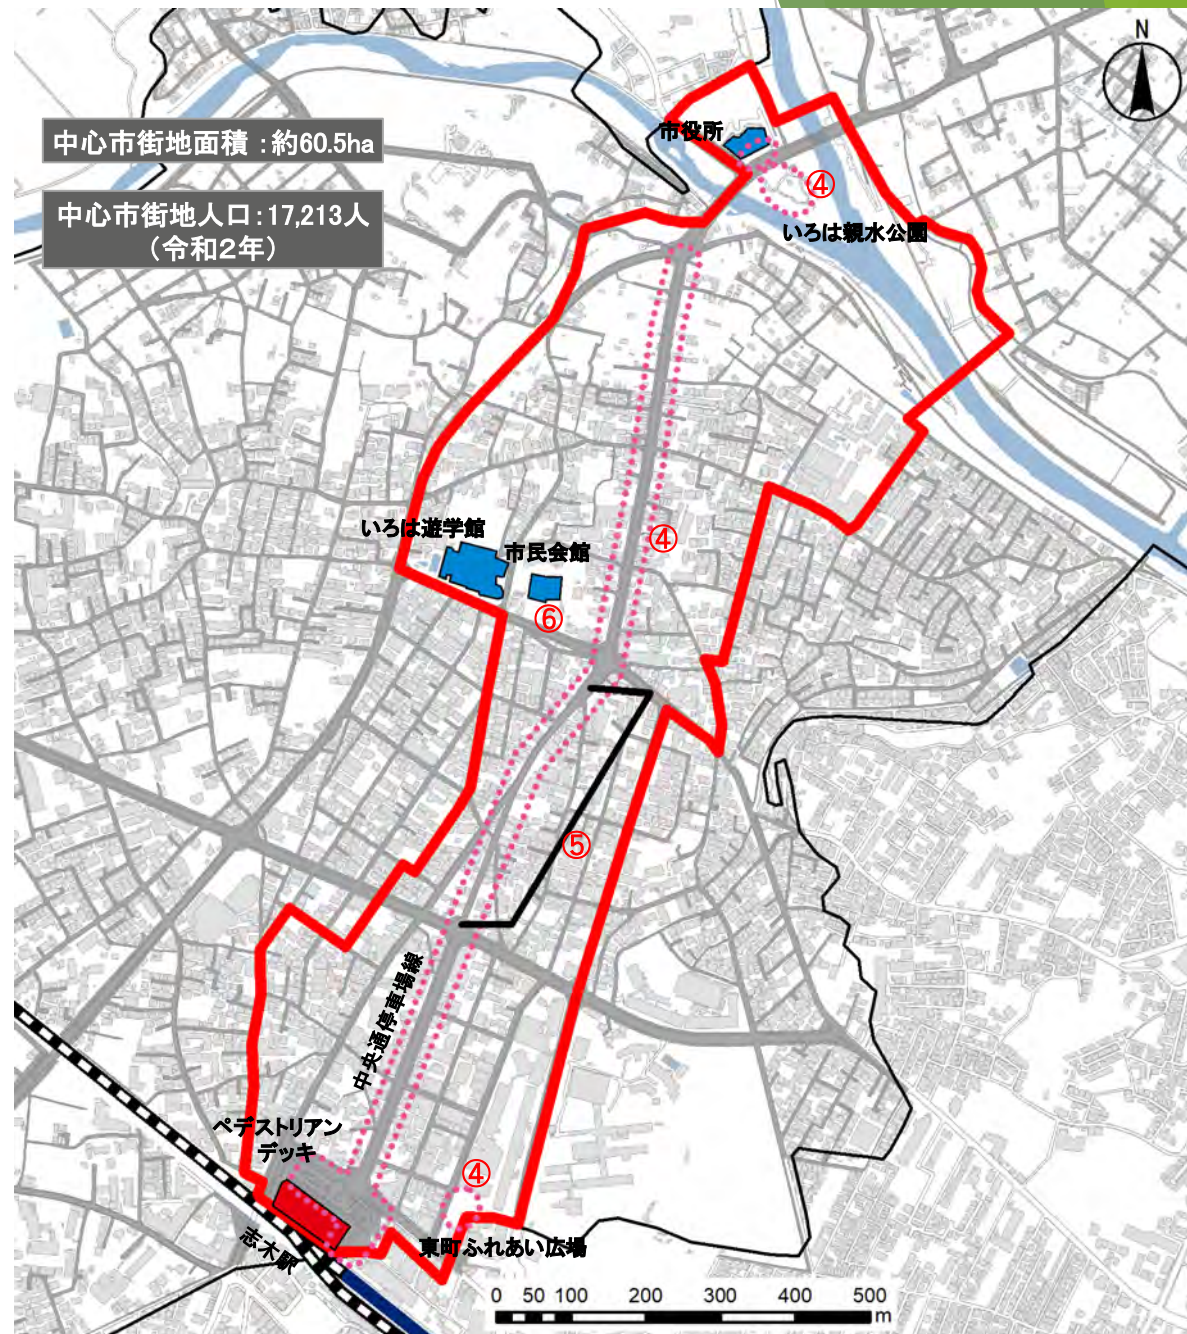 N
中心市街地面積：約60.5ha
中心市街地人口：17,213人
（令和2年）
市役所
④
いろは親水公園
いろは遊学館
市民会館
④
⑥
⑤
中央通停車場線
ペデストリアン
デッキ
④
志木駅
東町ふれあい広場
0 50 100 200 300 400 500
m